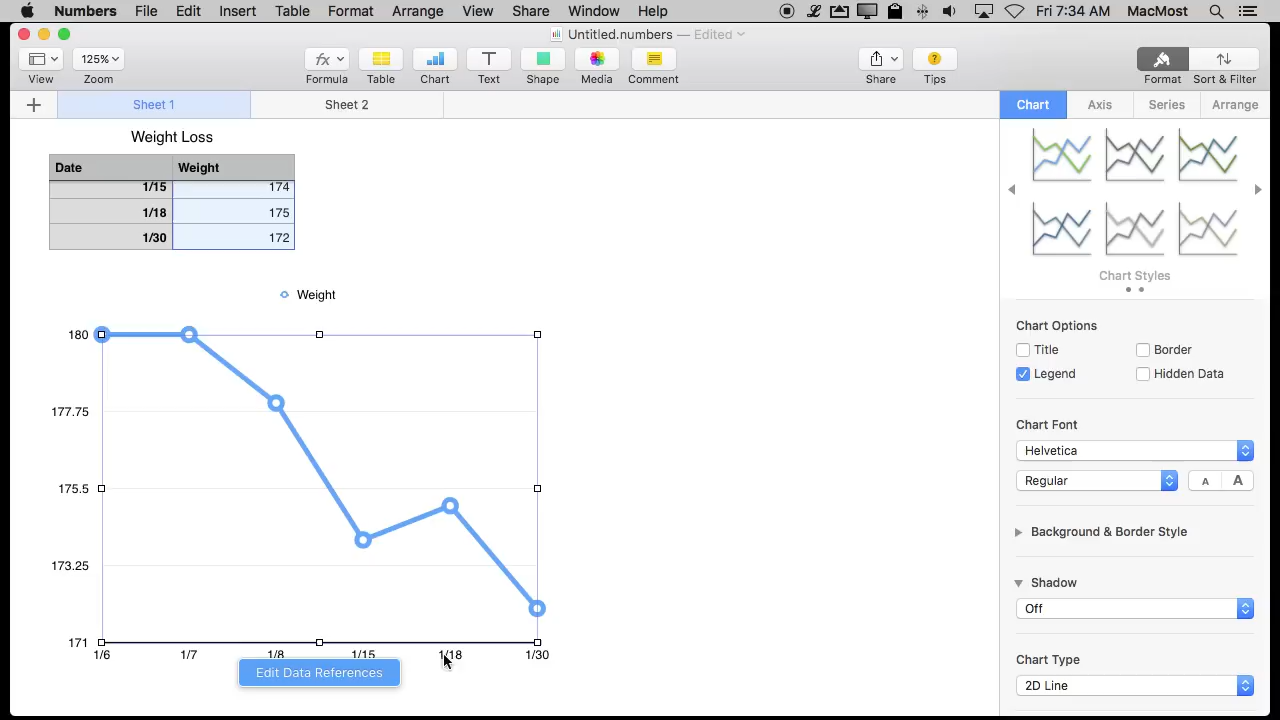 Numbers File Edit Insert Table Format Arrange View Share Window Help Fri 7:34 AM MacMost
Untitled.numbers — Edited
125%
fx
View Zoom Formula Table Chart Text Shape Media Comment Share Tips Format Sort & Filter
Sheet 1 Sheet 2
Chart Axis Series Arrange
Weight Loss
Date Weight
1/15 174
1/18 175
1/30 172
Weight
180
177.75
175.5
173.25
171
1/6 1/7 1/8 1/15 1/18 1/30
Edit Data References
Chart Styles
Chart Options
Title Border
Legend Hidden Data
Chart Font
Helvetica
Regular A A
Background & Border Style
Shadow
Off
Chart Type
2D Line